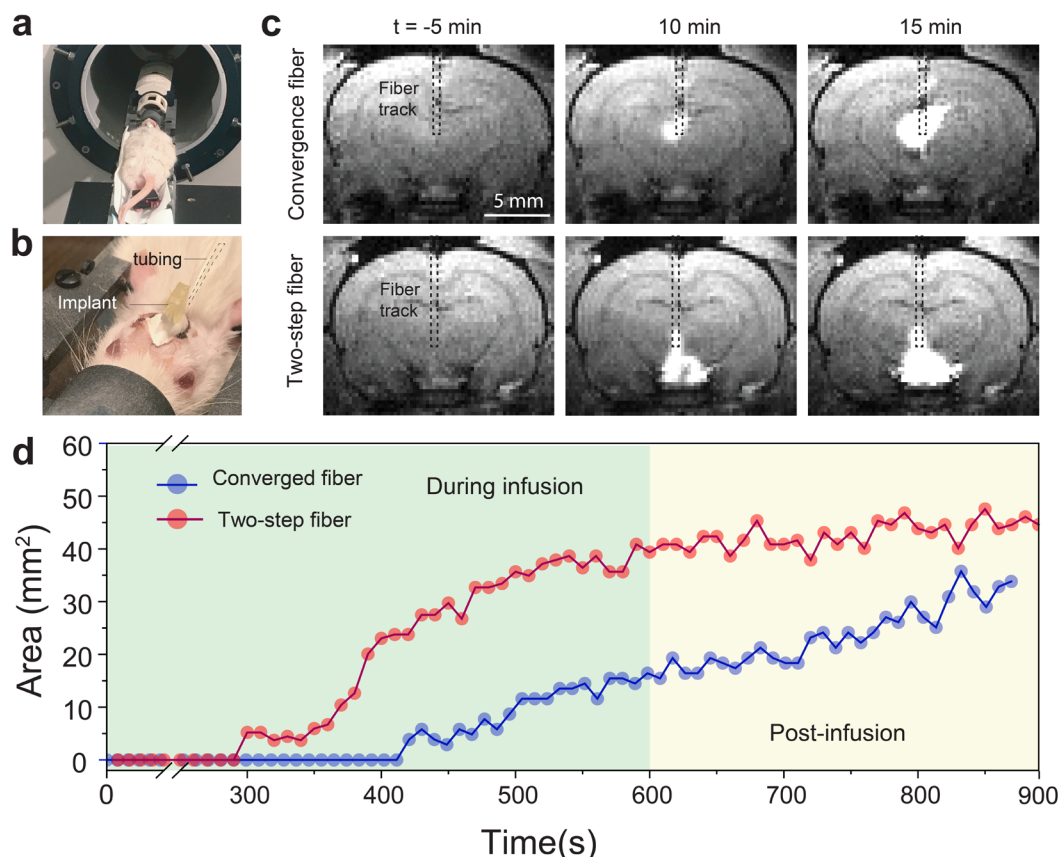 a
b
tubing
Implant
c
t = -5 min
10 min
15 min
Convergence fiber
Fiber
track
5 mm
Two-step fiber
Fiber
track
d
Area (mm²)
60
50
40
30
20
10
0
Converged fiber
Two-step fiber
During infusion
Post-infusion
0
300
400
500
600
700
800
900
Time(s)